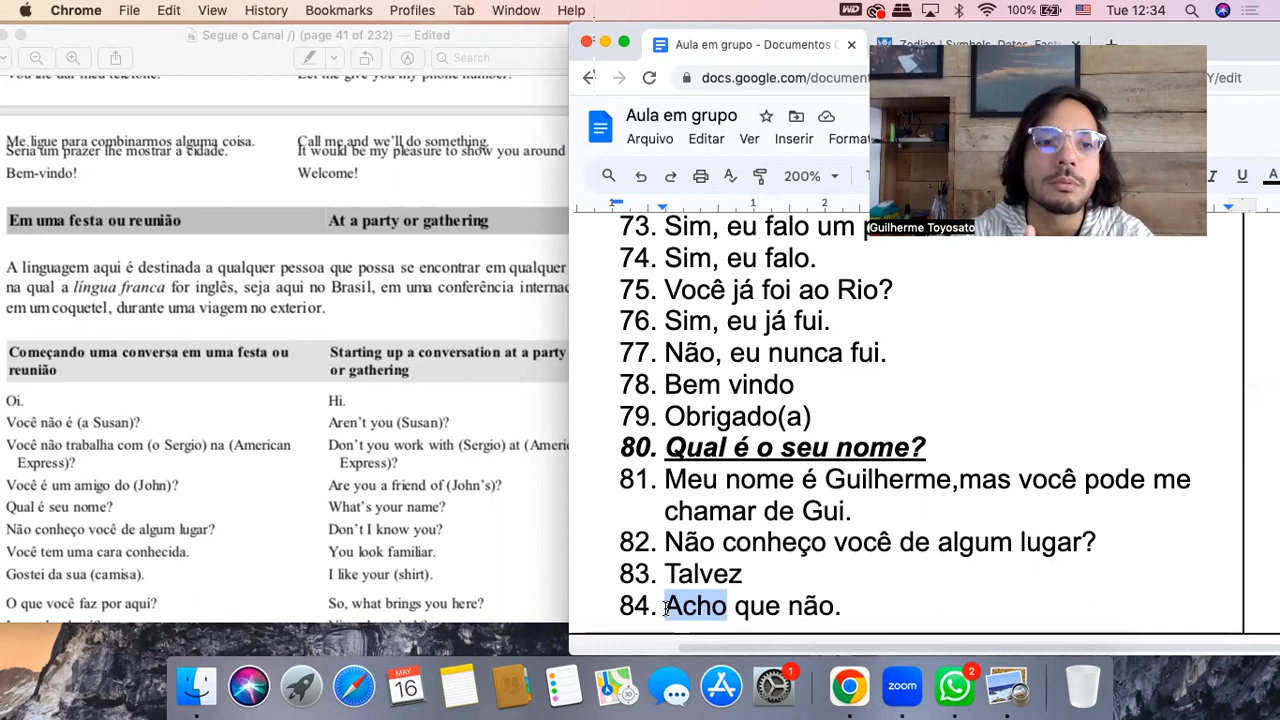 Chrome File Edit View History Bookmarks Profiles Tab Window Help 100% Tue 12:34
Segue o Canal /) (page 41 of 232) — Edited
Search
Me ligue para combinarmos alguma coisa. Call me and we'll do something.
Seria um prazer lhe mostrar a cidade. It would be my pleasure to show you around
Bem-vindo! Welcome!
Em uma festa ou reunião At a party or gathering
A linguagem aqui é destinada a qualquer pessoa que possa se encontrar em qualquer
na qual a língua franca for inglês, seja aqui no Brasil, em uma conferência
em um coquetel, durante uma viagem no exterior.
Começando uma conversa em uma festa ou Starting up a conversation at a party
reunião or gathering
Oi. Hi.
Você não é (a Susan)? Aren't you (Susan)?
Você não trabalha com (o Sergio) na (American Don't you work with (Sergio) at
Express)? Express)?
Você é um amigo do (John)? Are you a friend of (John's)?
Qual é seu nome? What's your name?
Não conheço você de algum lugar? Don't I know you?
Você tem uma cara conhecida. You look familiar.
Gostei da sua (camisa). I like your (shirt).
O que você faz por aqui? So, what brings you here?
Aula em grupo - Documentos
docs.google.com/document
Y/edit
Aula em grupo
Arquivo Editar Ver Inserir Format
200%
1 1 2
Guilherme Toyosato
73. Sim, eu falo um
74. Sim, eu falo.
75. Você já foi ao Rio?
76. Sim, eu já fui.
77. Não, eu nunca fui.
78. Bem vindo
79. Obrigado(a)
80. Qual é o seu nome?
81. Meu nome é Guilherme,mas você pode me
chamar de Gui.
82. Não conheço você de algum lugar?
83. Talvez
84. Acho que não.
MAY
16
1
zoom
2